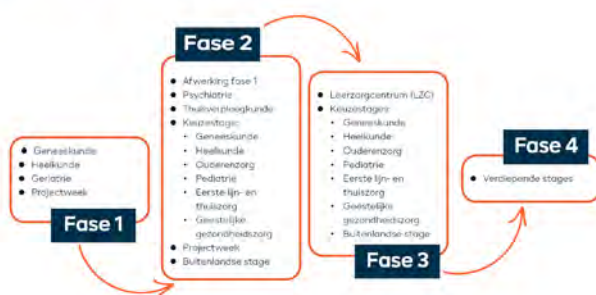 Fase 1
Geneeskunde
Heelkunde
Geriatrie
Projectweek
Fase 2
Afwerking fase 1
Psychiatrie
Thuisverpleegkunde
Keuzestage:
Geneeskunde
Heelkunde
Ouderenzorg
Pediatrie
Eerste lijn- en
thuiszorg
Geestelijke
gezondheidszorg
Projectweek
Buitenlandse stage
Fase 3
Leerzorgcentrum (LZC)
Keuzestages:
Geneeskunde
Heelkunde
Ouderenzorg
Pediatrie
Eerste lijn- en
thuiszorg
Geestelijke
gezondheidszorg
Buitenlandse stage
Fase 4
Verdiepende stages